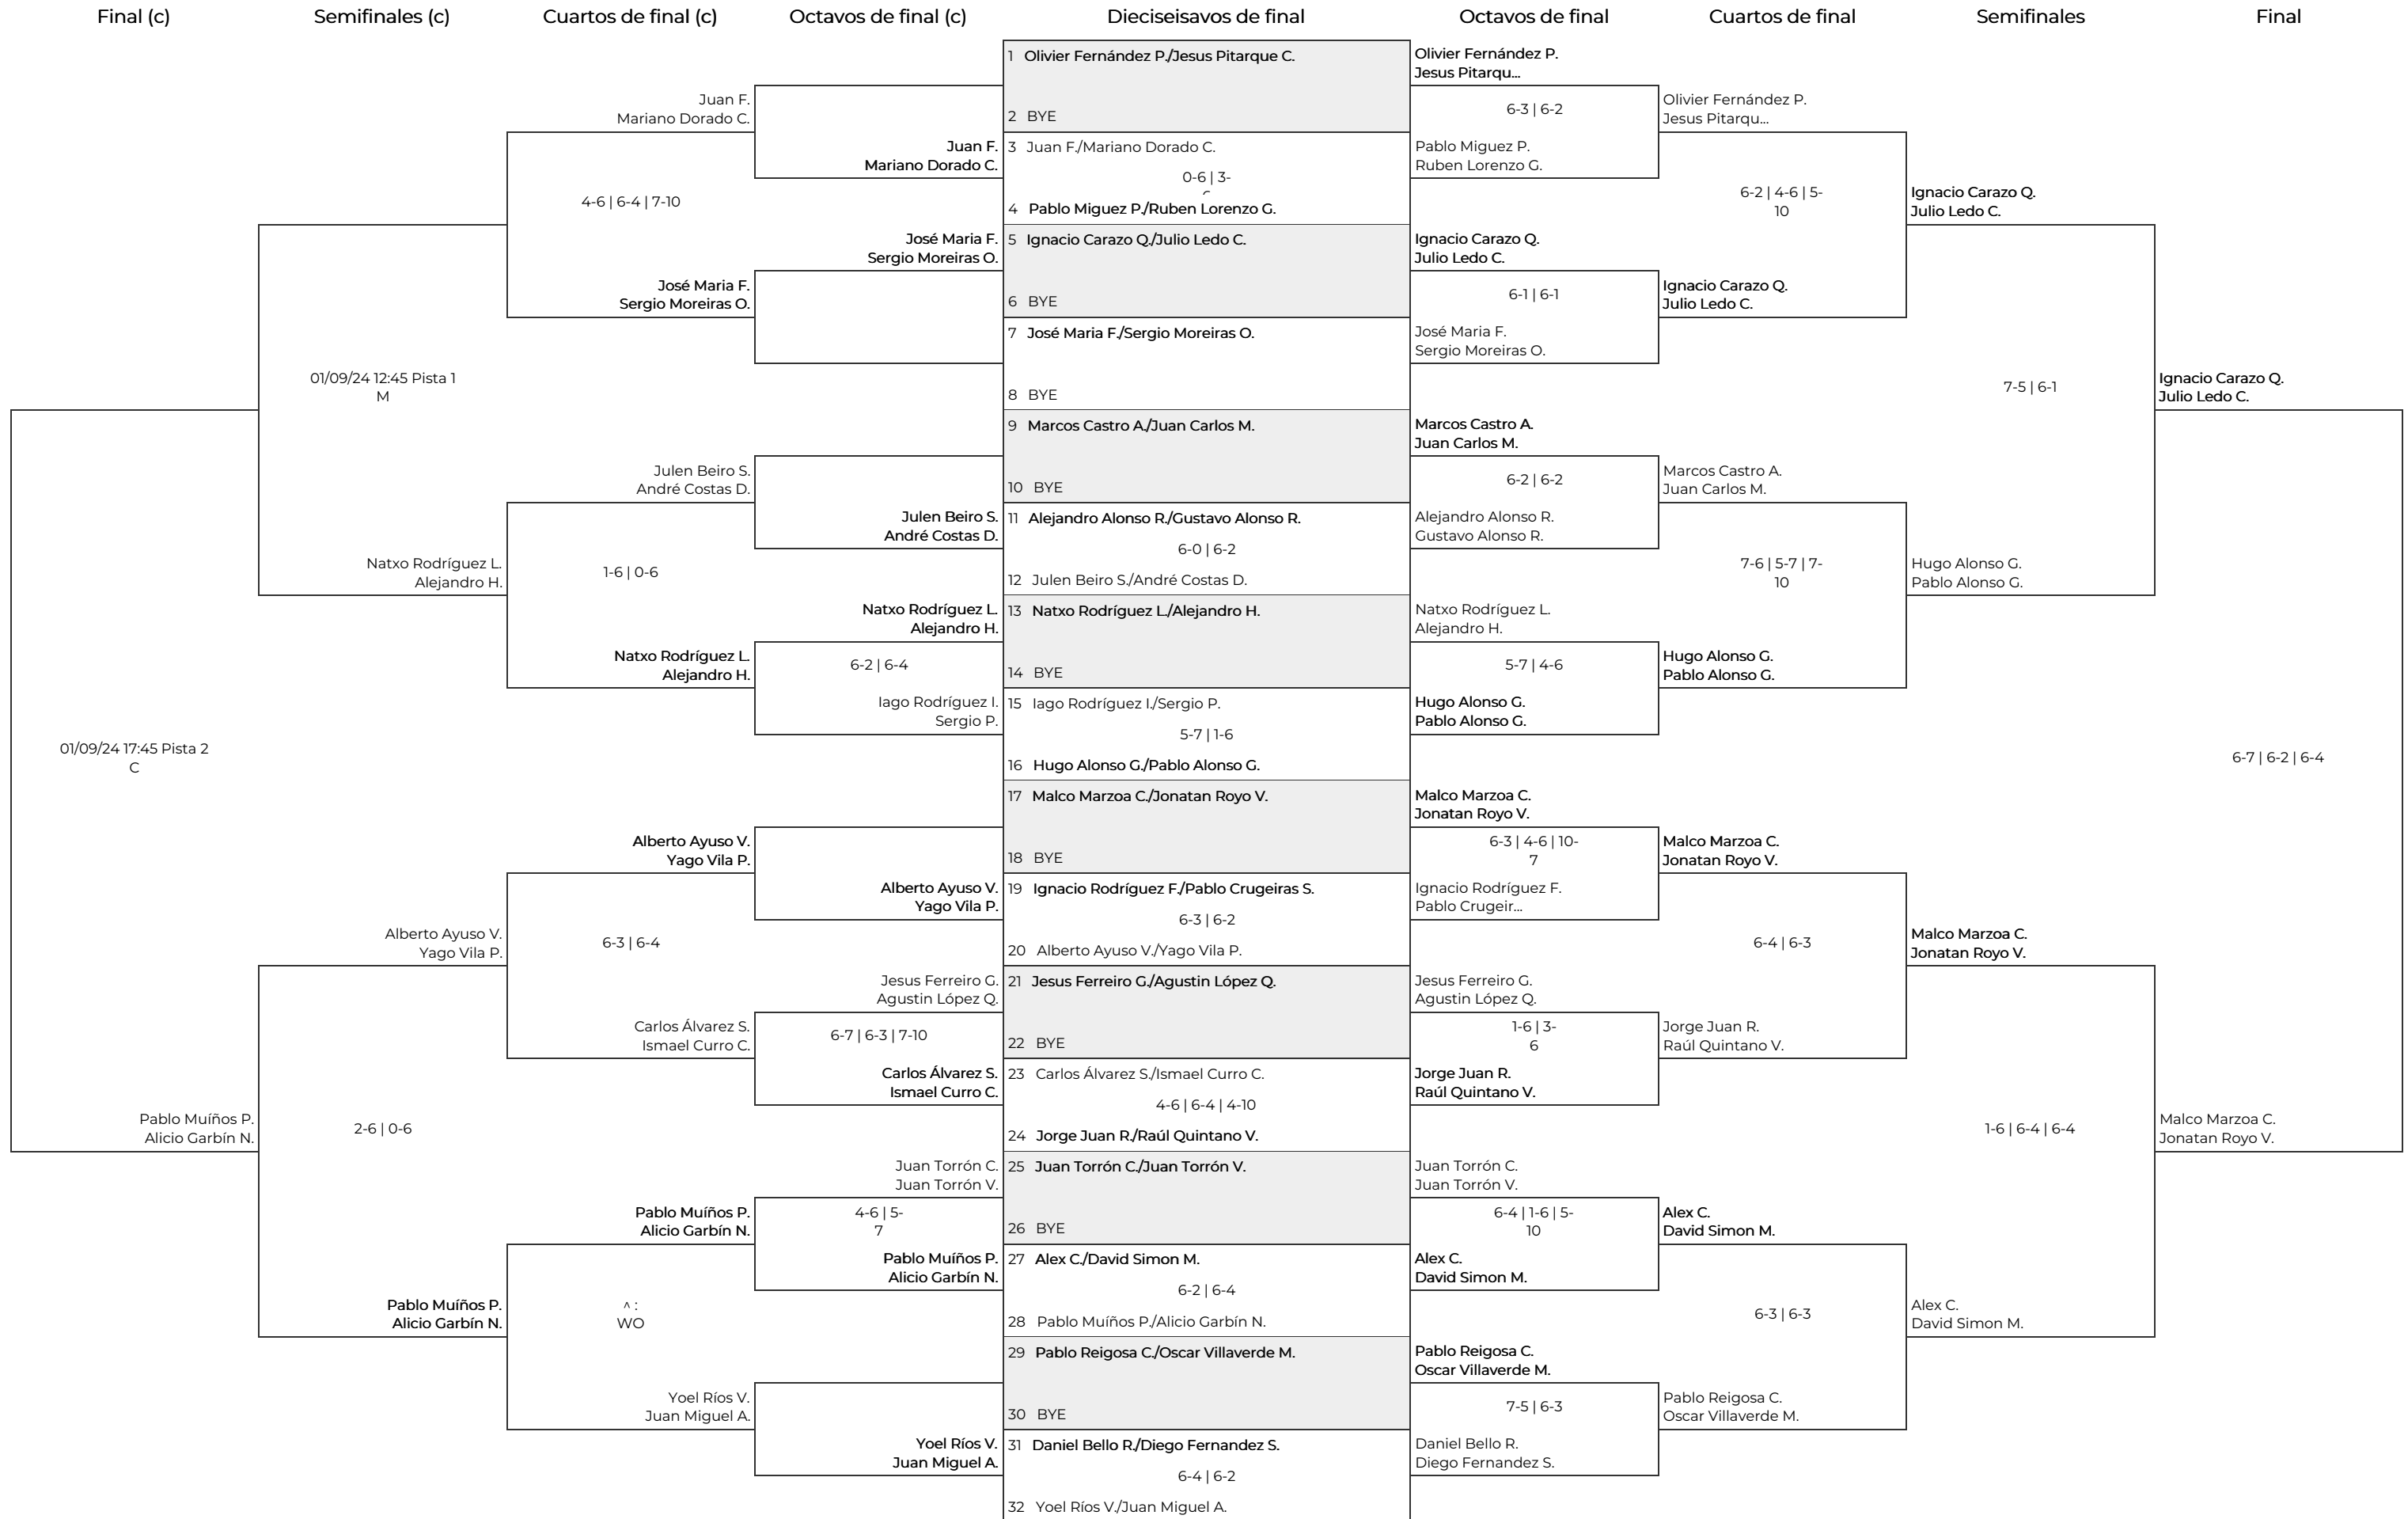 Final (c)
Semifinales (c)
Cuartos de final (c)
Octavos de final (c)
Dieciseisavos de final
Octavos de final
Cuartos de final
Semifinales
Final
01/09/24 17:45 Pista 2
C
Pablo Muíños P.
Alicio Garbín N.
01/09/24 12:45 Pista 1
M
Natxo Rodríguez L.
Alejandro H.
Alberto Ayuso V.
Yago Vila P.
2-6 | 0-6
Pablo Muíños P.
Alicio Garbín N.
Juan F.
Mariano Dorado C.
4-6 | 6-4 | 7-10
José Maria F.
Sergio Moreiras O.
Julen Beiro S.
André Costas D.
1-6 | 0-6
Natxo Rodríguez L.
Alejandro H.
Alberto Ayuso V.
Yago Vila P.
6-3 | 6-4
Carlos Álvarez S.
Ismael Curro C.
Pablo Muíños P.
Alicio Garbín N.
^ :
WO
Yoel Ríos V.
Juan Miguel A.
Juan F.
Mariano Dorado C.
José Maria F.
Sergio Moreiras O.
Julen Beiro S.
André Costas D.
Natxo Rodríguez L.
Alejandro H.
6-2 | 6-4
Iago Rodríguez I.
Sergio P.
Alberto Ayuso V.
Yago Vila P.
Jesus Ferreiro G.
Agustin López Q.
6-7 | 6-3 | 7-10
Carlos Álvarez S.
Ismael Curro C.
Juan Torrón C.
Juan Torrón V.
4-6 | 5-
7
Pablo Muíños P.
Alicio Garbín N.
Yoel Ríos V.
Juan Miguel A.
1 Olivier Fernández P./Jesus Pitarque C.
2 BYE
3 Juan F./Mariano Dorado C.
0-6 | 3-
4 Pablo Miguez P./Ruben Lorenzo G.
5 Ignacio Carazo Q./Julio Ledo C.
6 BYE
7 José Maria F./Sergio Moreiras O.
8 BYE
9 Marcos Castro A./Juan Carlos M.
10 BYE
11 Alejandro Alonso R./Gustavo Alonso R.
6-0 | 6-2
12 Julen Beiro S./André Costas D.
13 Natxo Rodríguez L./Alejandro H.
14 BYE
15 Iago Rodríguez I./Sergio P.
5-7 | 1-6
16 Hugo Alonso G./Pablo Alonso G.
17 Malco Marzoa C./Jonatan Royo V.
18 BYE
19 Ignacio Rodríguez F./Pablo Crugeiras S.
6-3 | 6-2
20 Alberto Ayuso V./Yago Vila P.
21 Jesus Ferreiro G./Agustin López Q.
22 BYE
23 Carlos Álvarez S./Ismael Curro C.
4-6 | 6-4 | 4-10
24 Jorge Juan R./Raúl Quintano V.
25 Juan Torrón C./Juan Torrón V.
26 BYE
27 Alex C./David Simon M.
6-2 | 6-4
28 Pablo Muíños P./Alicio Garbín N.
29 Pablo Reigosa C./Oscar Villaverde M.
30 BYE
31 Daniel Bello R./Diego Fernandez S.
6-4 | 6-2
32 Yoel Ríos V./Juan Miguel A.
Olivier Fernández P.
Jesus Pitarqu...
6-3 | 6-2
Pablo Miguez P.
Ruben Lorenzo G.
Ignacio Carazo Q.
Julio Ledo C.
6-1 | 6-1
José Maria F.
Sergio Moreiras O.
Marcos Castro A.
Juan Carlos M.
6-2 | 6-2
Alejandro Alonso R.
Gustavo Alonso R.
Natxo Rodríguez L.
Alejandro H.
5-7 | 4-6
Hugo Alonso G.
Pablo Alonso G.
Malco Marzoa C.
Jonatan Royo V.
6-3 | 4-6 | 10-
7
Ignacio Rodríguez F.
Pablo Crugeir...
Jesus Ferreiro G.
Agustin López Q.
1-6 | 3-
6
Jorge Juan R.
Raúl Quintano V.
Juan Torrón C.
Juan Torrón V.
6-4 | 1-6 | 5-
10
Alex C.
David Simon M.
Pablo Reigosa C.
Oscar Villaverde M.
7-5 | 6-3
Daniel Bello R.
Diego Fernandez S.
Olivier Fernández P.
Jesus Pitarqu...
6-2 | 4-6 | 5-
10
Ignacio Carazo Q.
Julio Ledo C.
Marcos Castro A.
Juan Carlos M.
7-6 | 5-7 | 7-
10
Hugo Alonso G.
Pablo Alonso G.
Malco Marzoa C.
Jonatan Royo V.
6-4 | 6-3
Jorge Juan R.
Raúl Quintano V.
Alex C.
David Simon M.
6-3 | 6-3
Pablo Reigosa C.
Oscar Villaverde M.
Ignacio Carazo Q.
Julio Ledo C.
7-5 | 6-1
Hugo Alonso G.
Pablo Alonso G.
Malco Marzoa C.
Jonatan Royo V.
1-6 | 6-4 | 6-4
Alex C.
David Simon M.
Ignacio Carazo Q.
Julio Ledo C.
6-7 | 6-2 | 6-4
Malco Marzoa C.
Jonatan Royo V.